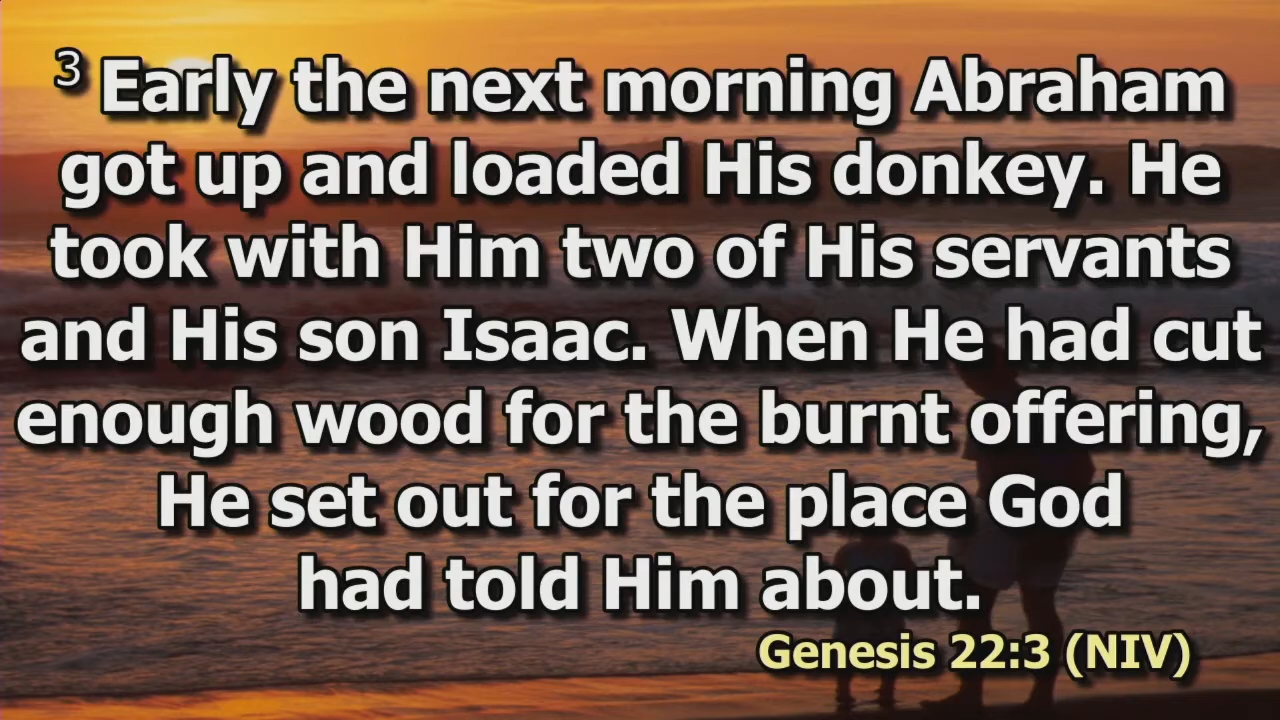 3 Early the next morning Abraham
got up and loaded His donkey. He
took with Him two of His servants
and His son Isaac. When He had cut
enough wood for the burnt offering,
He set out for the place God
had told Him about.
Genesis 22:3 (NIV)